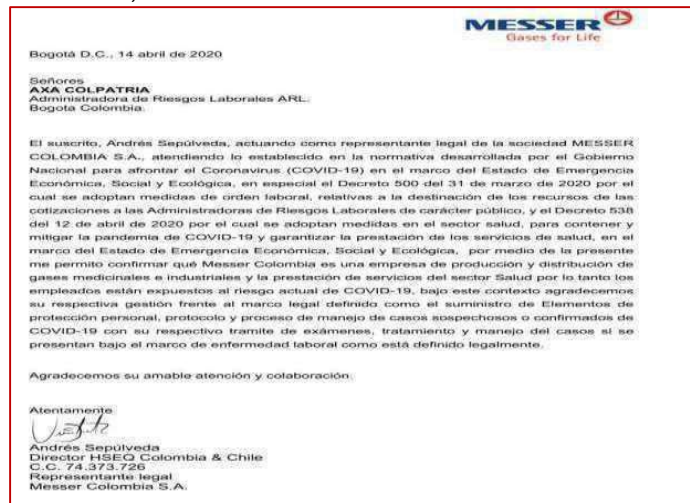 MESSER
Gases for Life
Bogotá D.C., 14 abril de 2020
Señores
AXA COLPATRIA
Administradora de Riesgos Laborales ARL.
Bogota Colombia.
El suscrito, Andrés Sepúlveda, actuando como representante legal de la sociedad MESSER
COLOMBIA S.A., atendiendo lo establecido en la normativa desarrollada por el Gobierno
Nacional para afrontar el Coronavirus (COVID-19) en el marco del Estado de Emergencia
Económica, Social y Ecológica, en especial el Decreto 500 del 31 de marzo de 2020 por el
cual se adoptan medidas de orden laboral, relativas a la destinación de los recursos de las
cotizaciones a las Administradoras de Riesgos Laborales de carácter público, y el Decreto 538
del 12 de abril de 2020 por el cual se adoptan medidas en el sector salud, para contener y
mitigar la pandemia de COVID-19 y garantizar la prestación de los servicios de salud, en el
marco del Estado de Emergencia Económica, Social y Ecológica, por medio de la presente
me permito confirmar qué Messer Colombia es una empresa de producción y distribución de
gases medicinales e industriales y la prestación de servicios del sector Salud por lo tanto los
empleados están expuestos al riesgo actual de COVID-19, bajo este contexto agradecemos
su respectiva gestión frente al marco legal definido como el suministro de Elementos de
protección personal, protocolo y proceso de manejo de casos sospechosos o confirmados de
COVID-19 con su respectivo tramite de exámenes, tratamiento y manejo del casos si se
presentan bajo el marco de enfermedad laboral como está definido legalmente.
Agradecemos su amable atención y colaboración.
Atentamente
Andrés Sepúlveda
Director HSEQ Colombia & Chile
C.C. 74.373.726
Representante legal
Messer Colombia S.A.